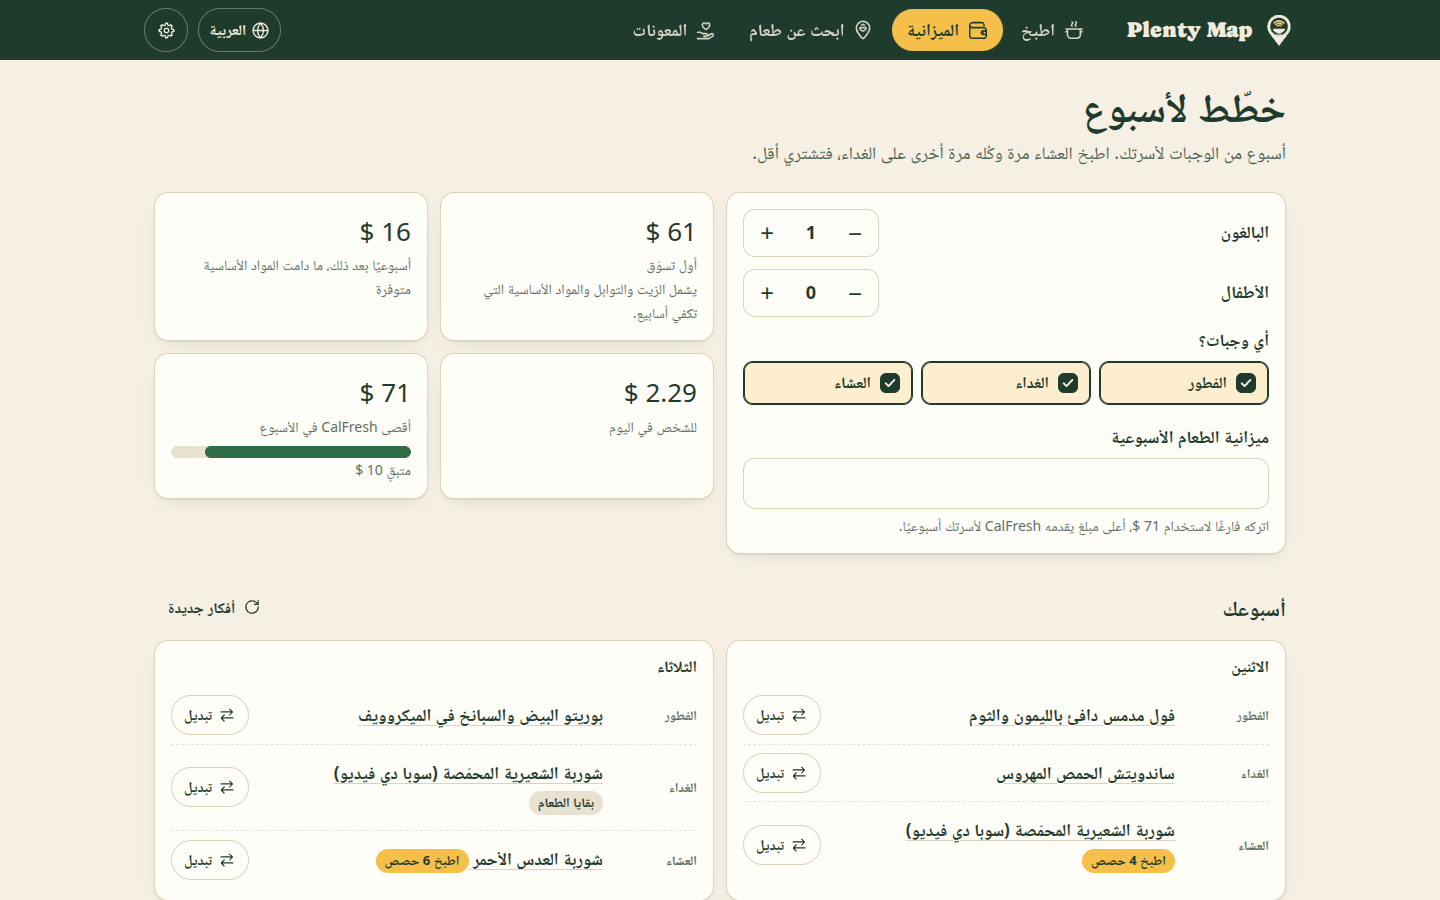 Plenty Map
اطبخ
الميزانية
ابحث عن طعام
المعونات
العربية
خطّط لأسبوع
أسبوع من الوجبات لأسرتك. اطبخ العشاء مرة وكُله مرة أخرى على الغداء، فتشتري أقل.
البالغون
− 1 +
الأطفال
− 0 +
أي وجبات؟
الفطور
الغداء
العشاء
ميزانية الطعام الأسبوعية
اتركه فارغًا لاستخدام 71 $، أعلى مبلغ يقدمه CalFresh لأسرتك أسبوعيًا.
61 $
أول تسوّق
يشمل الزيت والتوابل والمواد الأساسية التي
تكفي أسابيع.
16 $
أسبوعيًا بعد ذلك، ما دامت المواد الأساسية
متوفرة
2.29 $
للشخص في اليوم
71 $
أقصى CalFresh في الأسبوع
متبقٍ 10 $
أسبوعك
أفكار جديدة
الاثنين
الفطور
فول مدمس دافئ بالليمون والثوم
تبديل
الغداء
ساندويتش الحمص المهروس
تبديل
العشاء
شوربة الشعيرية المحمّصة (سوبا دي فيديو)
اطبخ 4 حصص
تبديل
الثلاثاء
الفطور
بوريتو البيض والسبانخ في الميكروويف
تبديل
الغداء
شوربة الشعيرية المحمّصة (سوبا دي فيديو)
بقايا الطعام
تبديل
العشاء
شوربة العدس الأحمر
اطبخ 6 حصص
تبديل